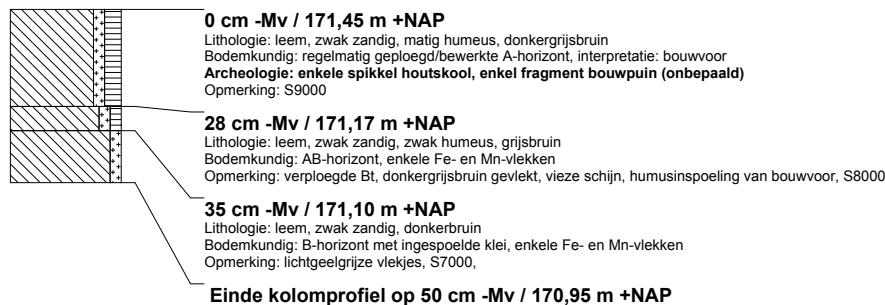 0 cm -Mv / 171,45 m +NAP
Lithologie: leem, zwak zandig, matig humeus, donkergrijsbruin
Bodemkundig: regelmatig geploegd/bewerkte A-horizont, interpretatie: bouwvoor
Archeologie: enkele spikkel houtskool, enkel fragment bouwpuin (onbepaald)
Opmerking: S9000
28 cm -Mv / 171,17 m +NAP
Lithologie: leem, zwak zandig, zwak humeus, grijsbruin
Bodemkundig: AB-horizont, enkele Fe- en Mn-vlekken
Opmerking: verploegde Bt, donkergrijsbruin gevlekt, vieze schijn, humusinspoeling van bouwvoor, S8000
35 cm -Mv / 171,10 m +NAP
Lithologie: leem, zwak zandig, donkerbruin
Bodemkundig: B-horizont met ingespoelde klei, enkele Fe- en Mn-vlekken
Opmerking: lichtgeelgrijze vlekjes, S7000,
Einde kolomprofiel op 50 cm -Mv / 170,95 m +NAP